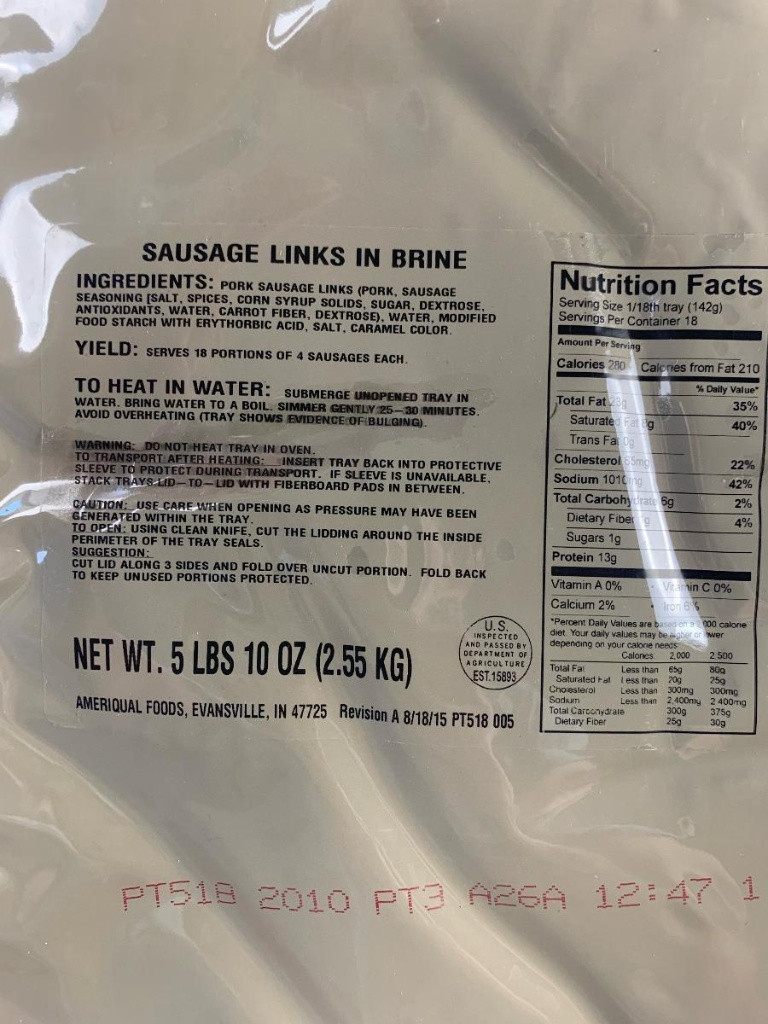 SAUSAGE LINKS IN BRINE
INGREDIENTS: PORK SAUSAGE LINKS (PORK, SAUSAGE
SEASONING [SALT, SPICES, CORN SYRUP SOLIDS, SUGAR, DEXTROSE,
ANTIOXIDANTS, WATER, CARROT FIBER, DEXTROSE), WATER, MODIFIED
FOOD STARCH WITH ERYTHORBIC ACID, SALT, CARAMEL COLOR.
YIELD: SERVES 18 PORTIONS OF 4 SAUSAGES EACH.
TO HEAT IN WATER: SUBMERGE UNOPENED TRAY IN
WATER. BRING WATER TO A BOIL. SIMMER GENTLY 25-30 MINUTES.
AVOID OVERHEATING (TRAY SHOWS EVIDENCE OF BULGING).
WARNING: DO NOT HEAT TRAY IN OVEN.
TO TRANSPORT AFTER HEATING: INSERT TRAY BACK INTO PROTECTIVE
SLEEVE TO PROTECT DURING TRANSPORT. IF SLEEVE IS UNAVAILABLE,
STACK TRAYS LID-TO-LID WITH FIBERBOARD PADS IN BETWEEN.
CAUTION: USE CARE WHEN OPENING AS PRESSURE MAY HAVE BEEN
GENERATED WITHIN THE TRAY.
TO OPEN: USING CLEAN KNIFE, CUT THE LIDDING AROUND THE INSIDE
PERIMETER OF THE TRAY SEALS.
SUGGESTION:
CUT LID ALONG 3 SIDES AND FOLD OVER UNCUT PORTION. FOLD BACK
TO KEEP UNUSED PORTIONS PROTECTED.
NET WT. 5 LBS 10 OZ (2.55 KG)
U.S.
INSPECTED
AND PASSED BY
DEPARTMENT OF
AGRICULTURE
EST.15893
AMERIQUAL FOODS, EVANSVILLE, IN 47725 Revision A 8/18/15 PT518 005
Nutrition Facts
Serving Size 1/18th tray (142g)
Servings Per Container 18
Amount Per Serving
Calories 280 Calories from Fat 210
% Daily Value*
Total Fat 35%
Saturated Fat 40%
Trans Fat
Cholesterol 22%
Sodium 1010mg 42%
Total Carbohydrate 6g 2%
Dietary Fiber 4%
Sugars 1g
Protein 13g
Vitamin A 0% • Vitamin C 0%
Calcium 2% • Iron 6%
*Percent Daily Values are based on a 2,000 calorie
diet. Your daily values may be higher or lower
depending on your calorie needs:
Calories 2,000 2 500
Total Fat Less than 65g 80g
Saturated Fat Less than 20g 25g
Cholesterol Less than 300mg 300mg
Sodium Less than 2,400mg 2 400mg
Total Carbohydrate 300g 375g
Dietary Fiber 25g 30g
PT518 2010 PT3 A26A 12:47 1